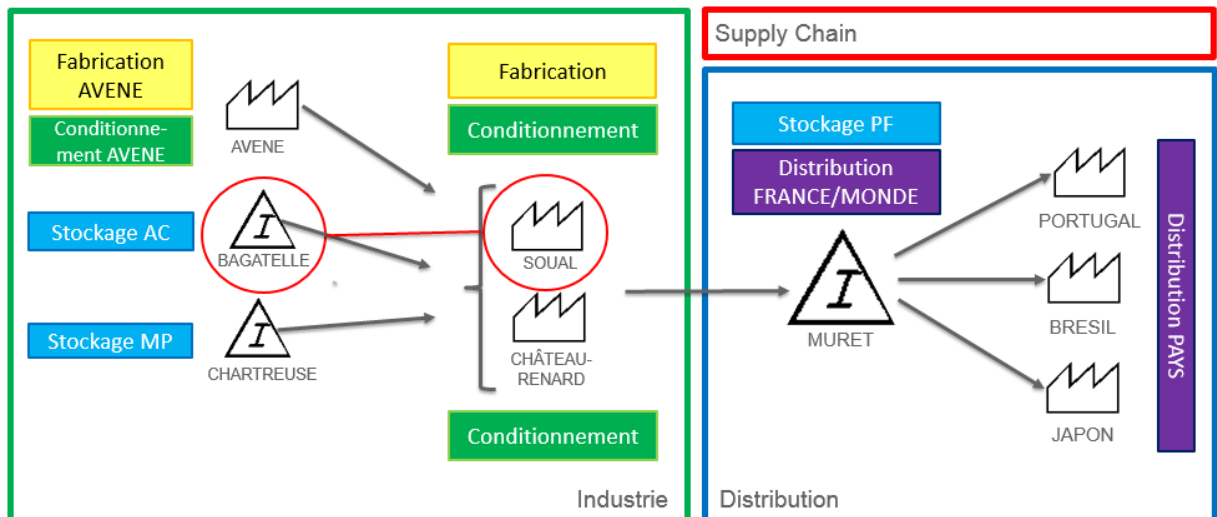 Supply Chain
Fabrication
AVENE
Conditionne-
ment AVENE
AVENE
Fabrication
Conditionnement
Stockage AC
I
BAGATELLE
SOUAL
Stockage MP
I
CHARTREUSE
CHÂTEAU-
RENARD
Conditionnement
Industrie
Stockage PF
Distribution
FRANCE/MONDE
I
MURET
PORTUGAL
BRESIL
JAPON
Distribution PAYS
Distribution